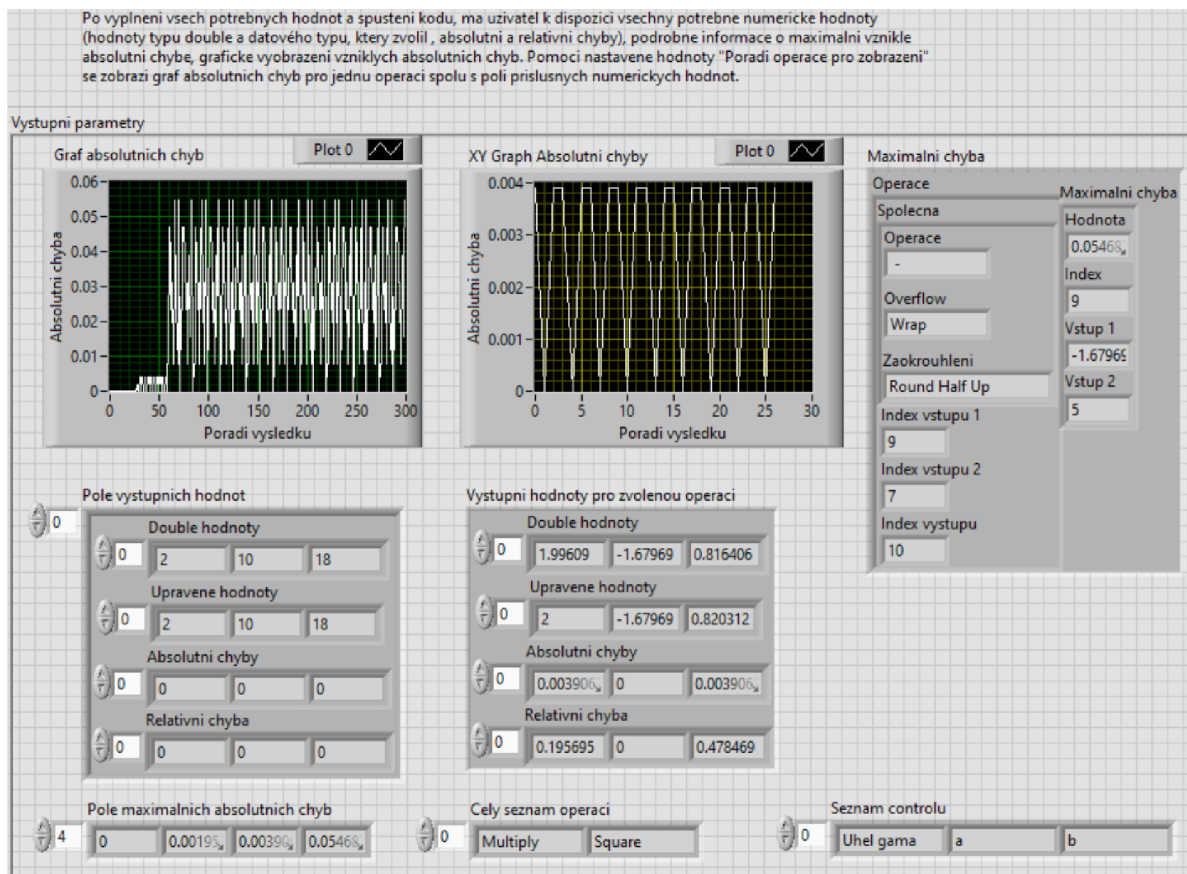 Po vyplneni vsech potrebnych hodnot a spusteni kodu, ma uzivatel k dispozici vsechny potrebne numericke hodnoty
(hodnoty typu double a datového typu, ktery zvolil , absolutni a relativni chyby), podrobne informace o maximalni vznikle
absolutni chybe, graficke vyobrazeni vzniklych absolutnich chyb. Pomoci nastavene hodnoty "Poradi operace pro zobrazeni"
se zobrazi graf absolutnich chyb pro jednu operaci spolu s poli prislusnych numerickych hodnot.
Vystupni parametry
Graf absolutnich chyb
Plot 0
Absolutni chyba
0.06
0.05
0.04
0.03
0.02
0.01
0
0 50 100 150 200 250 300
Poradi vysledku
XY Graph Absolutni chyby
Plot 0
Absolutni chyba
0.004
0.003
0.002
0.001
0
0 5 10 15 20 25 30
Poradi vysledku
Maximalni chyba
Operace
Spolecna
Operace
-
Overflow
Wrap
Zaokrouhleni
Round Half Up
Index vstupu 1
9
Index vstupu 2
7
Index vystupu
10
Maximalni chyba
Hodnota
0.05468
Index
9
Vstup 1
-1.67969
Vstup 2
5
Pole vystupnich hodnot
0
Double hodnoty
0 2 10 18
Upravene hodnoty
0 2 10 18
Absolutni chyby
0 0 0 0
Relativni chyba
0 0 0 0
Vystupni hodnoty pro zvolenou operaci
Double hodnoty
0 1.99609 -1.67969 0.816406
Upravene hodnoty
0 2 -1.67969 0.820312
Absolutni chyby
0 0.003906 0 0.003906
Relativni chyba
0 0.195695 0 0.478469
Pole maximalnich absolutnich chyb
4 0 0.00195 0.00390 0.05468
Cely seznam operaci
0 Multiply Square
Seznam controlu
0 Uhel gama a b